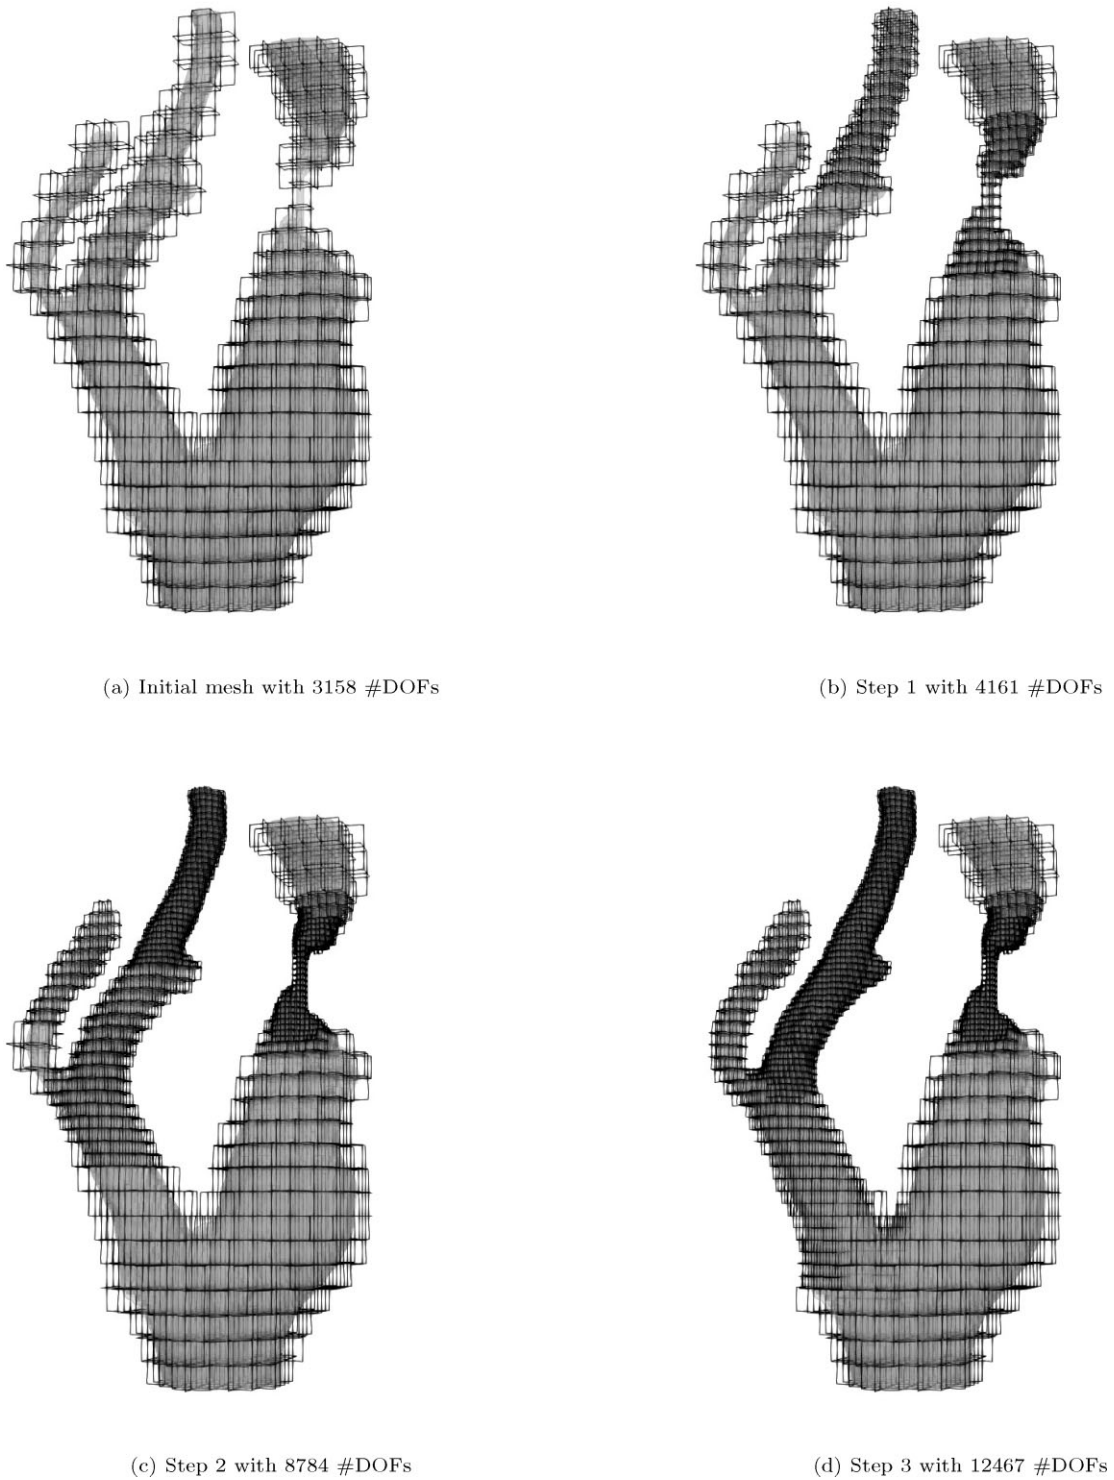 (a) Initial mesh with 3158 #DOFs
(b) Step 1 with 4161 #DOFs
(c) Step 2 with 8784 #DOFs
(d) Step 3 with 12467 #DOFs